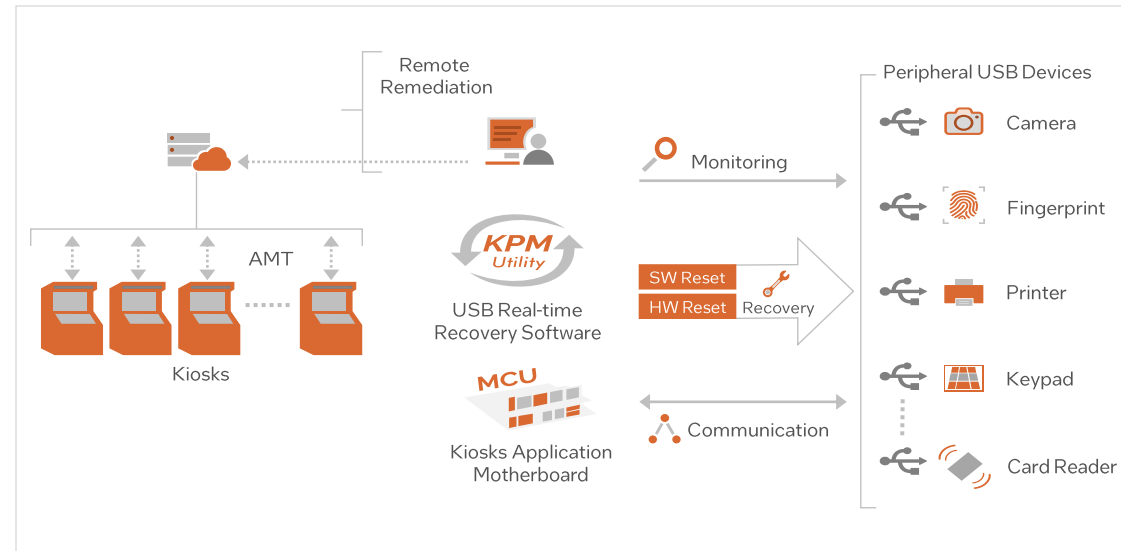 Remote
Remediation
AMT
Kiosks
KPM
Utility
USB Real-time
Recovery Software
MCU
Kiosks Application
Motherboard
Monitoring
SW Reset
HW Reset
Recovery
Communication
Peripheral USB Devices
Camera
Fingerprint
Printer
Keypad
Card Reader